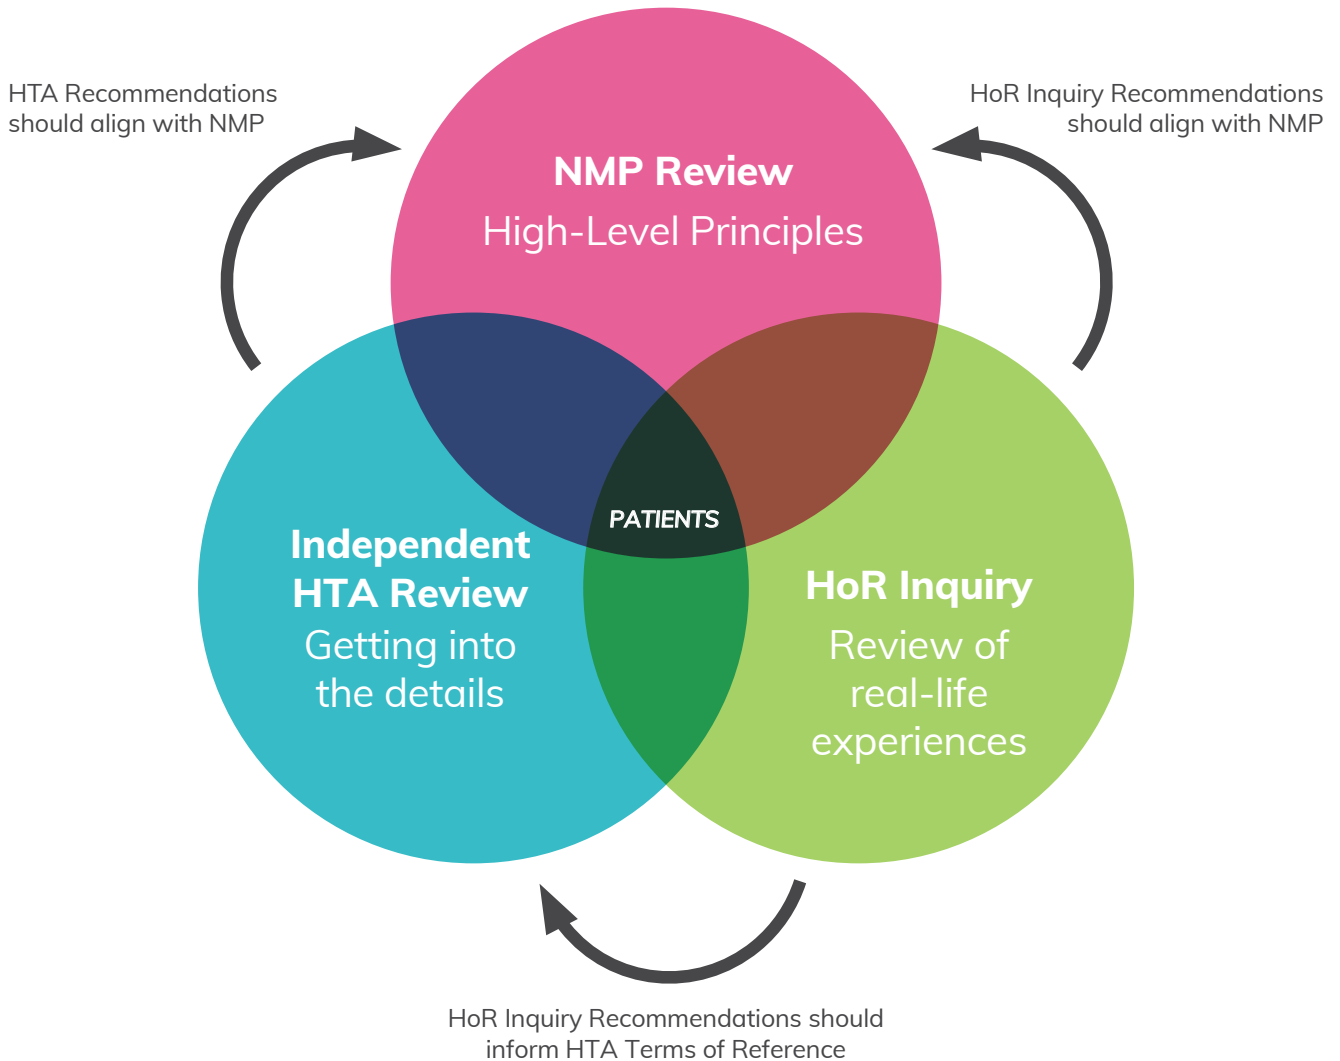 HTA Recommendations
should align with NMP
HoR Inquiry Recommendations
should align with NMP
NMP Review
High-Level Principles
PATIENTS
Independent
HTA Review
Getting into
the details
HoR Inquiry
Review of
real-life
experiences
HoR Inquiry Recommendations should
inform HTA Terms of Reference